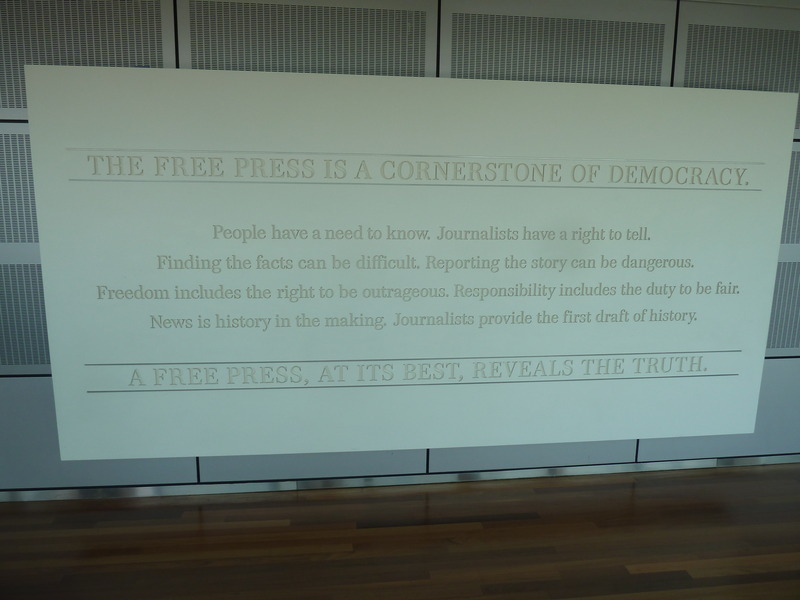 THE FREE PRESS IS A CORNERSTONE OF DEMOCRACY.
People have a need to know. Journalists have a right to tell.
Finding the facts can be difficult. Reporting the story can be dangerous.
Freedom includes the right to be outrageous. Responsibility includes the duty to be fair.
News is history in the making. Journalists provide the first draft of history.
A FREE PRESS, AT ITS BEST, REVEALS THE TRUTH.